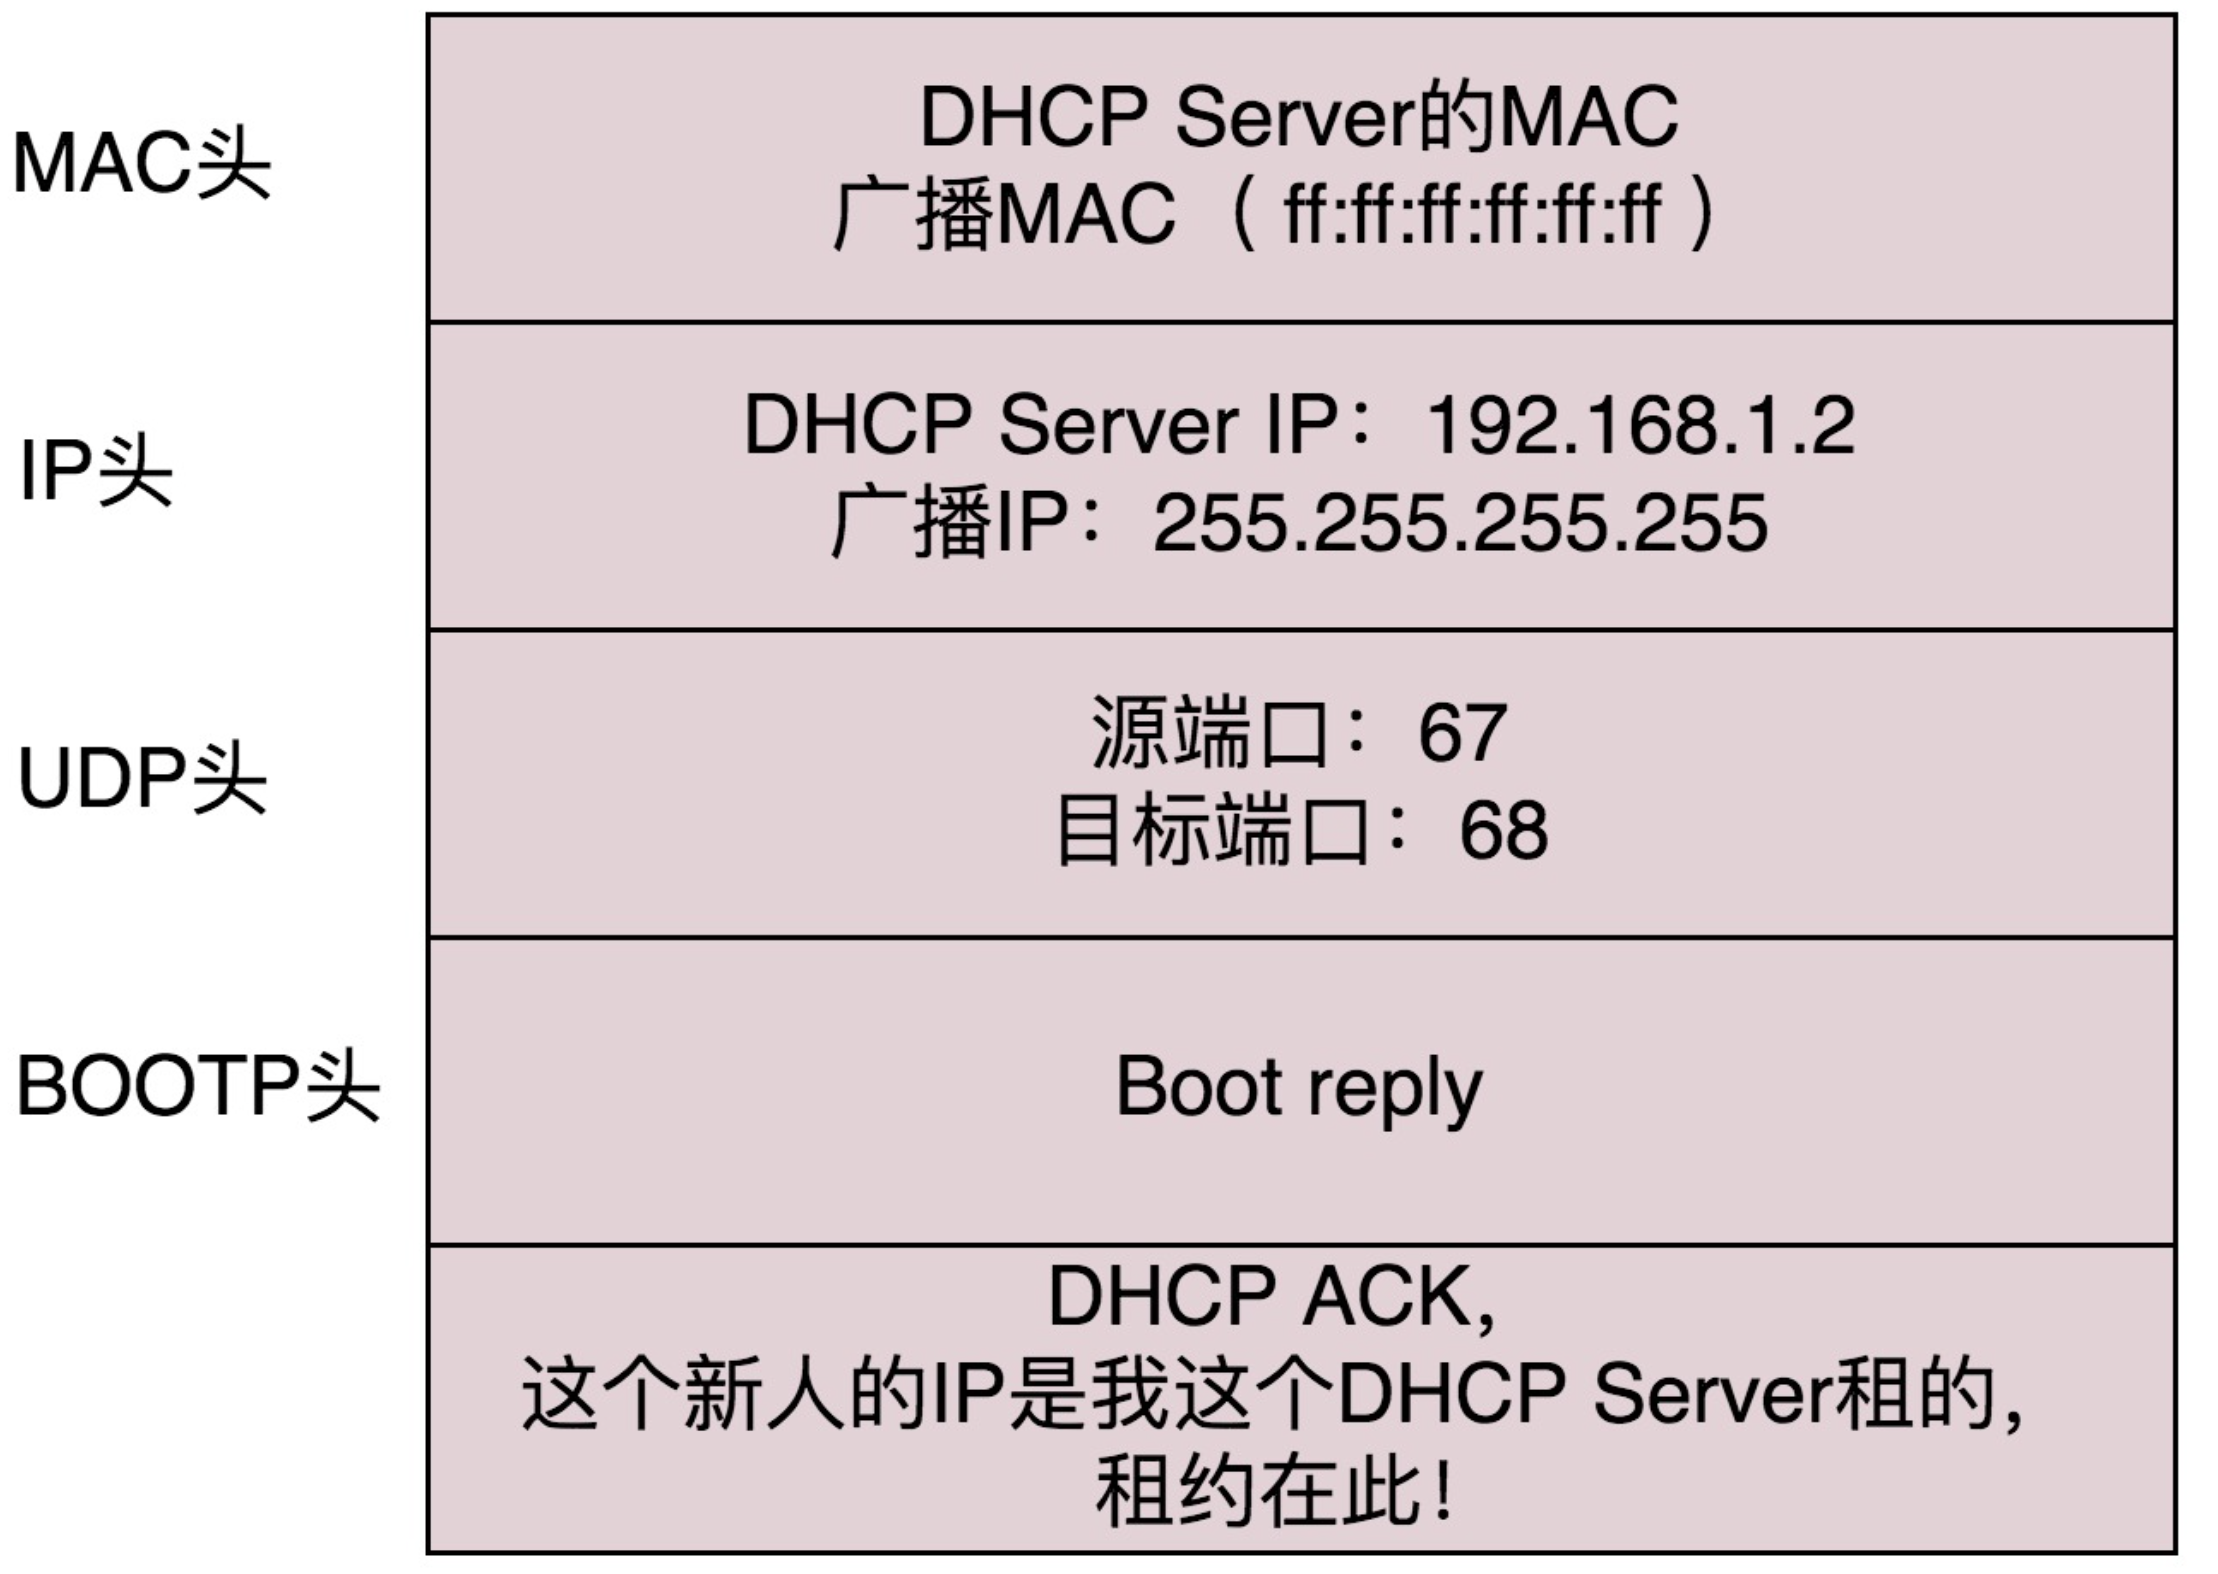 MAC头
DHCP Server的MAC
广播MAC （ ff:ff:ff:ff:ff:ff ）
IP头
DHCP Server IP：192.168.1.2
广播IP：255.255.255.255
UDP头
源端口：67
目标端口：68
BOOTP头
Boot reply
DHCP ACK，
这个新人的IP是我这个DHCP Server租的，
租约在此！